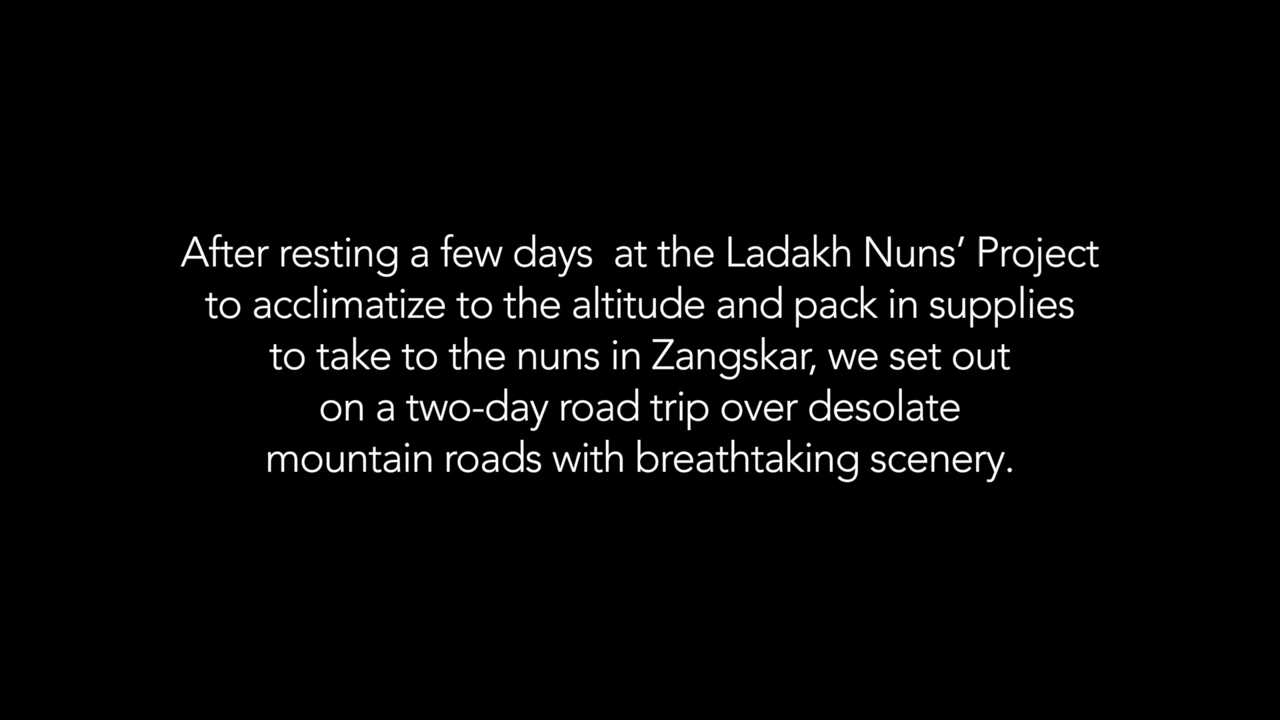 After resting a few days  at the Ladakh Nuns’ Project
to acclimatize to the altitude and pack in supplies
to take to the nuns in Zangskar, we set out
on a two-day road trip over desolate
mountain roads with breathtaking scenery.